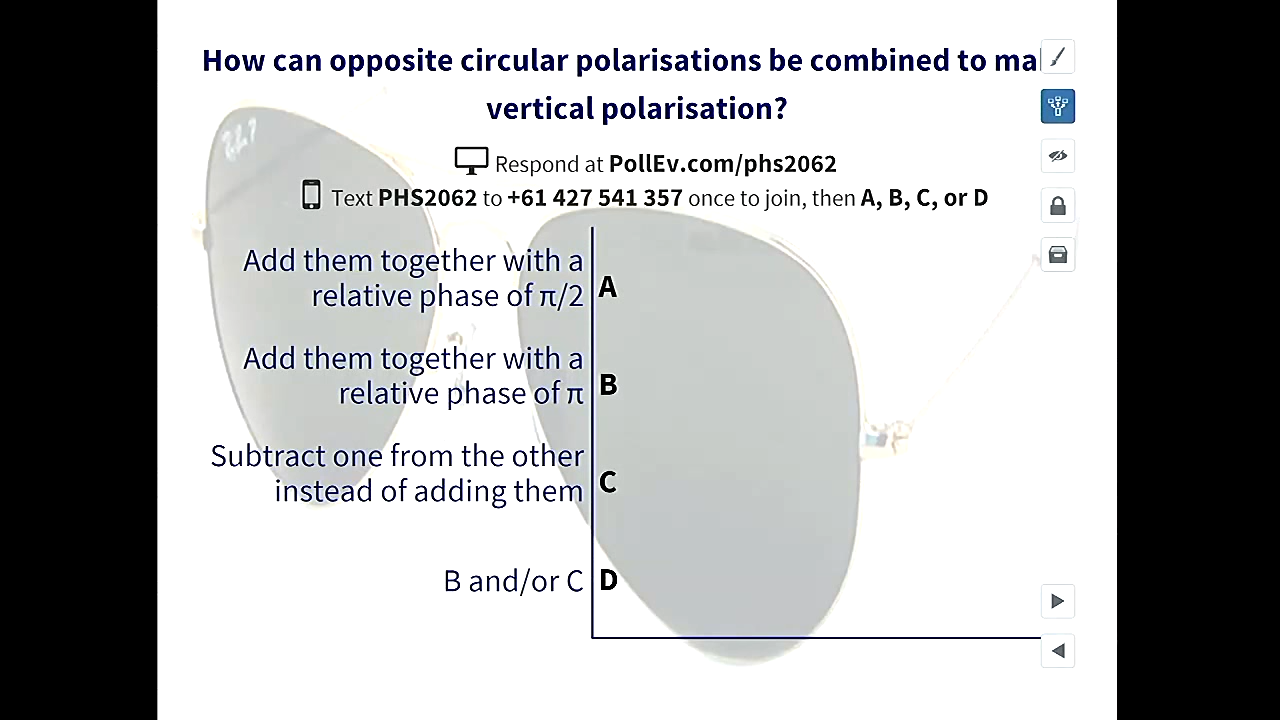 How can opposite circular polarisations be combined to ma
vertical polarisation?
Respond at PollEv.com/phs2062
Text PHS2062 to +61 427 541 357 once to join, then A, B, C, or D
Add them together with a
relative phase of π/2
A
Add them together with a
relative phase of π
B
Subtract one from the other
instead of adding them
C
B and/or C
D